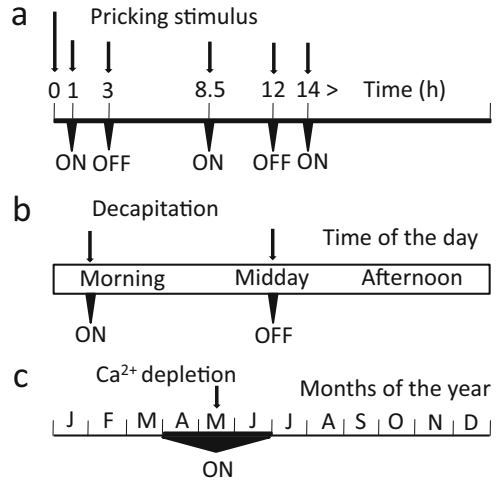 a Pricking stimulus
0 1 3 8.5 12 14 > Time (h)
ON OFF ON OFF ON
b Decapitation
Time of the day
Morning Midday Afternoon
ON OFF
c Ca²⁺ depletion
Months of the year
J F M A M J J A S O N D
ON